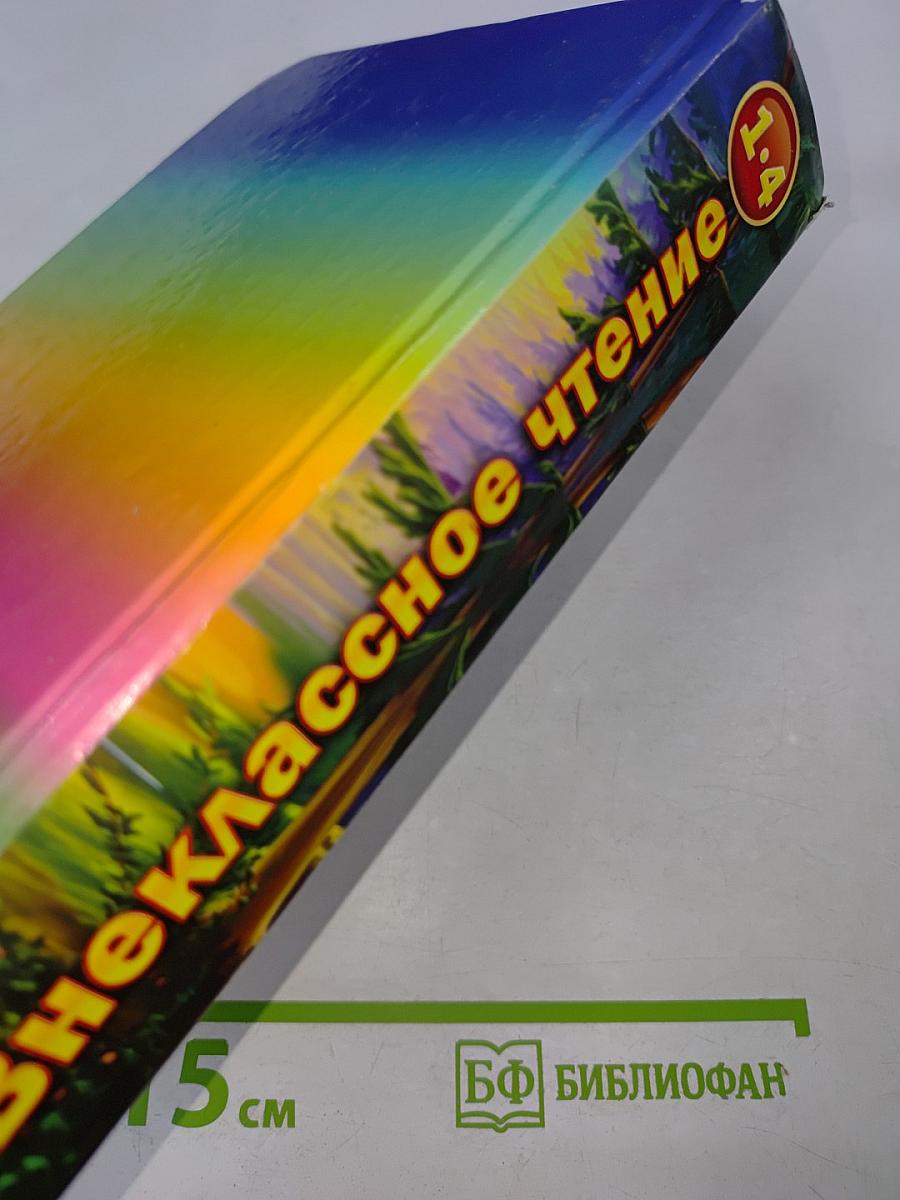 Внеклассное чтение
1•4
15 см
БФ БИБЛИОФАН